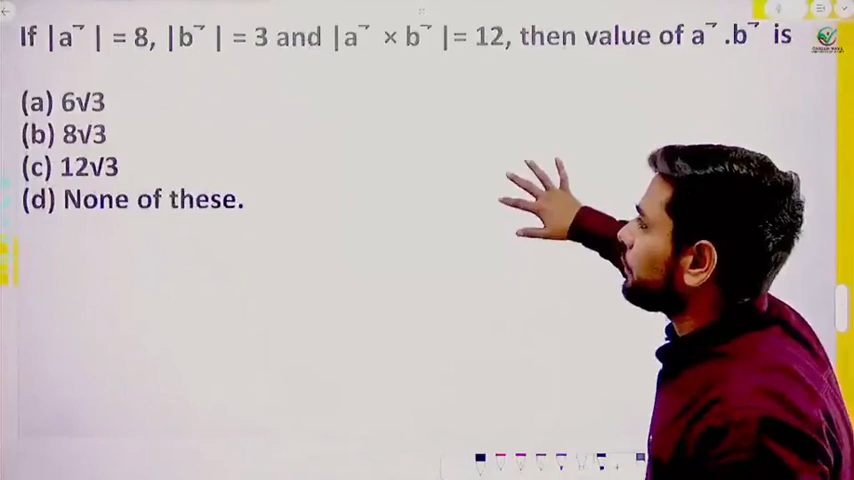 If |a⃗ | = 8, |b⃗ | = 3 and |a⃗ × b⃗ |= 12, then value of a⃗ .b⃗ is
(a) 6√3
(b) 8√3
(c) 12√3
(d) None of these.